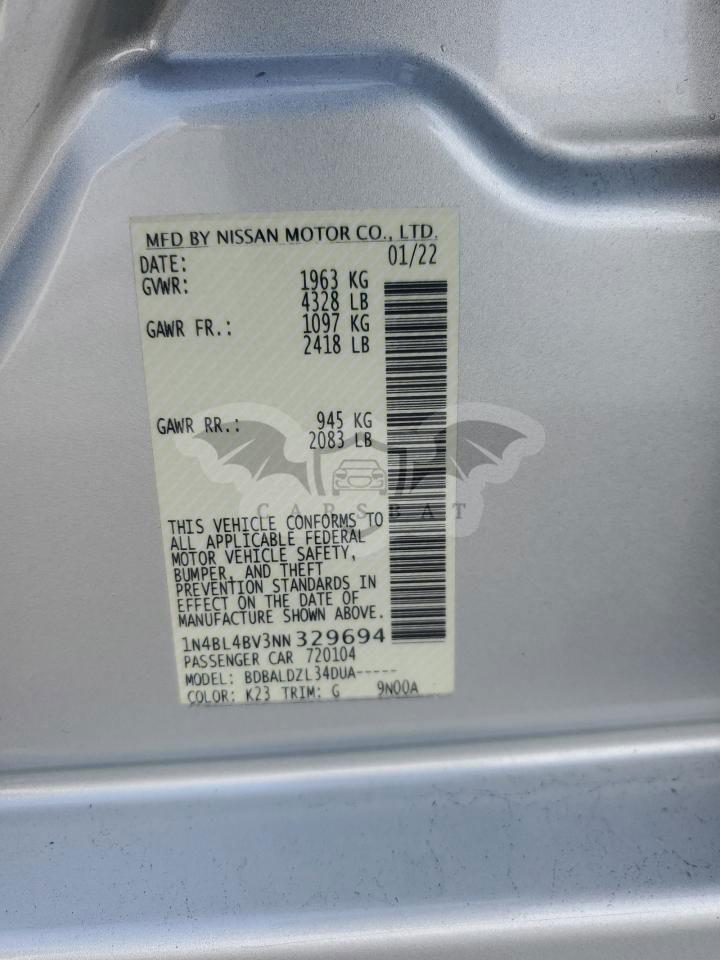 MFD BY NISSAN MOTOR CO., LTD.
DATE: 01/22
GVWR: 1963 KG
4328 LB
GAWR FR.: 1097 KG
2418 LB
GAWR RR.: 945 KG
2083 LB
CARSBAT
THIS VEHICLE CONFORMS TO
ALL APPLICABLE FEDERAL
MOTOR VEHICLE SAFETY,
BUMPER, AND THEFT
PREVENTION STANDARDS IN
EFFECT ON THE DATE OF
MANUFACTURE SHOWN ABOVE.
1N4BL4BV3NN 329694
PASSENGER CAR 720104
MODEL: BDBALDZL34DUA-----
COLOR: K23 TRIM: G 9N00A